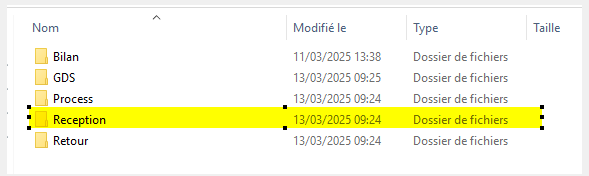 Nom Modifié le Type Taille
Bilan 11/03/2025 13:38 Dossier de fichiers
GDS 13/03/2025 09:25 Dossier de fichiers
Process 13/03/2025 09:24 Dossier de fichiers
Reception 13/03/2025 09:24 Dossier de fichiers
Retour 13/03/2025 09:24 Dossier de fichiers